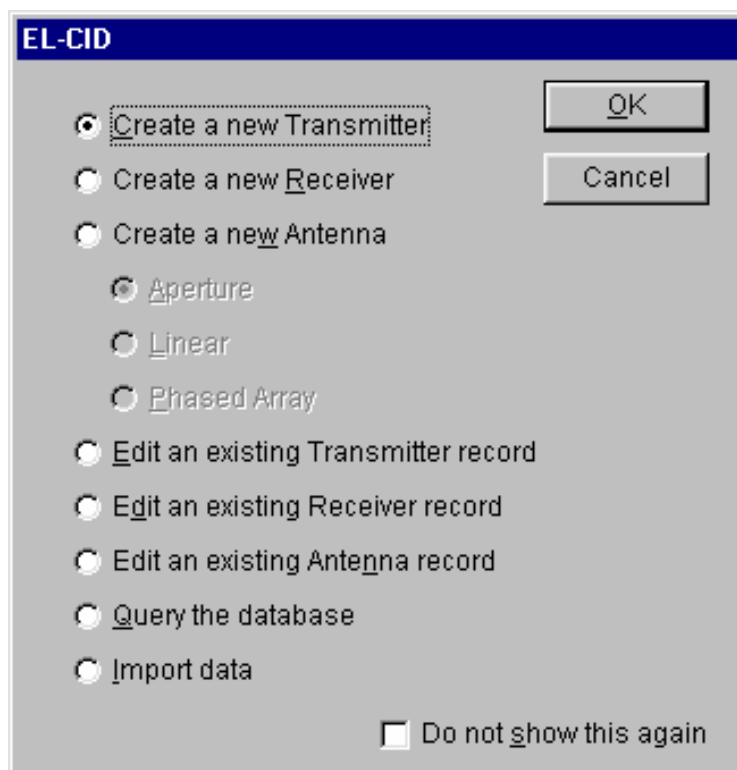 EL-CID
Create a new Transmitter
OK
Create a new Receiver
Cancel
Create a new Antenna
Aperture
Linear
Phased Array
Edit an existing Transmitter record
Edit an existing Receiver record
Edit an existing Antenna record
Query the database
Import data
Do not show this again